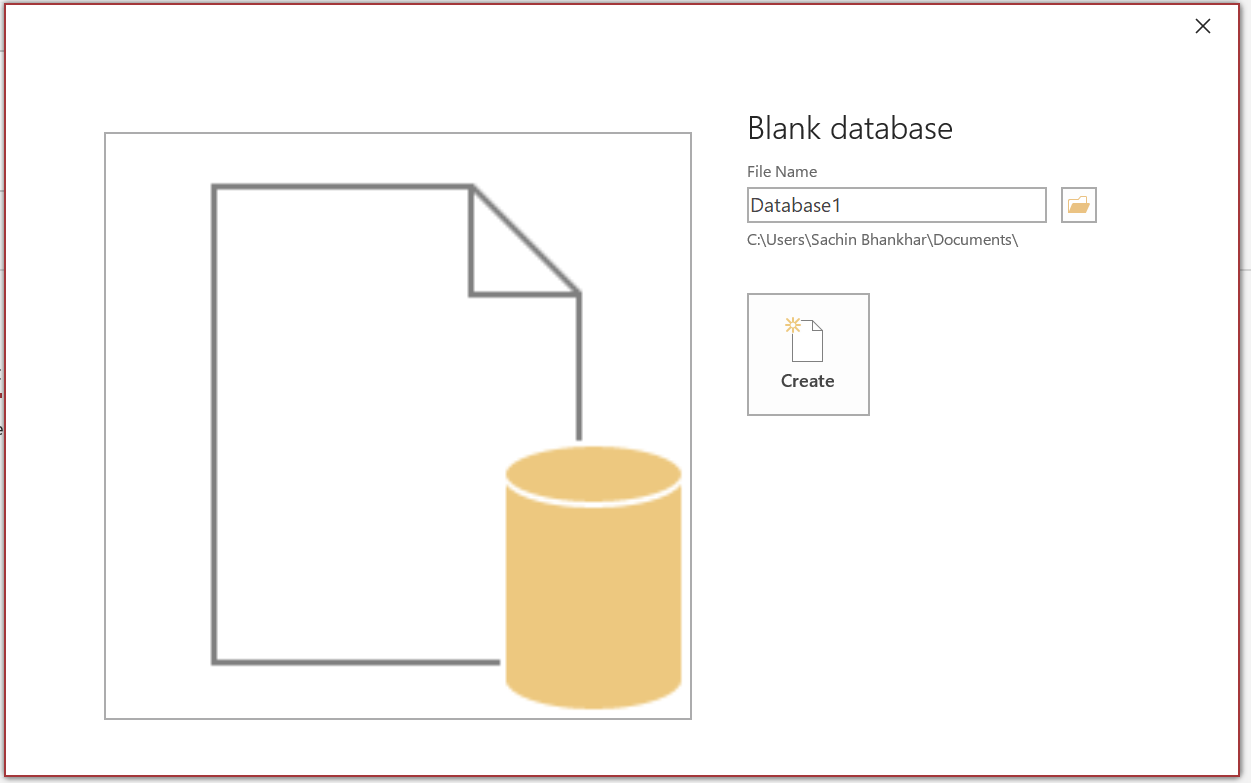 Blank database
File Name
Database1
C:\Users\Sachin Bhankhar\Documents\
Create